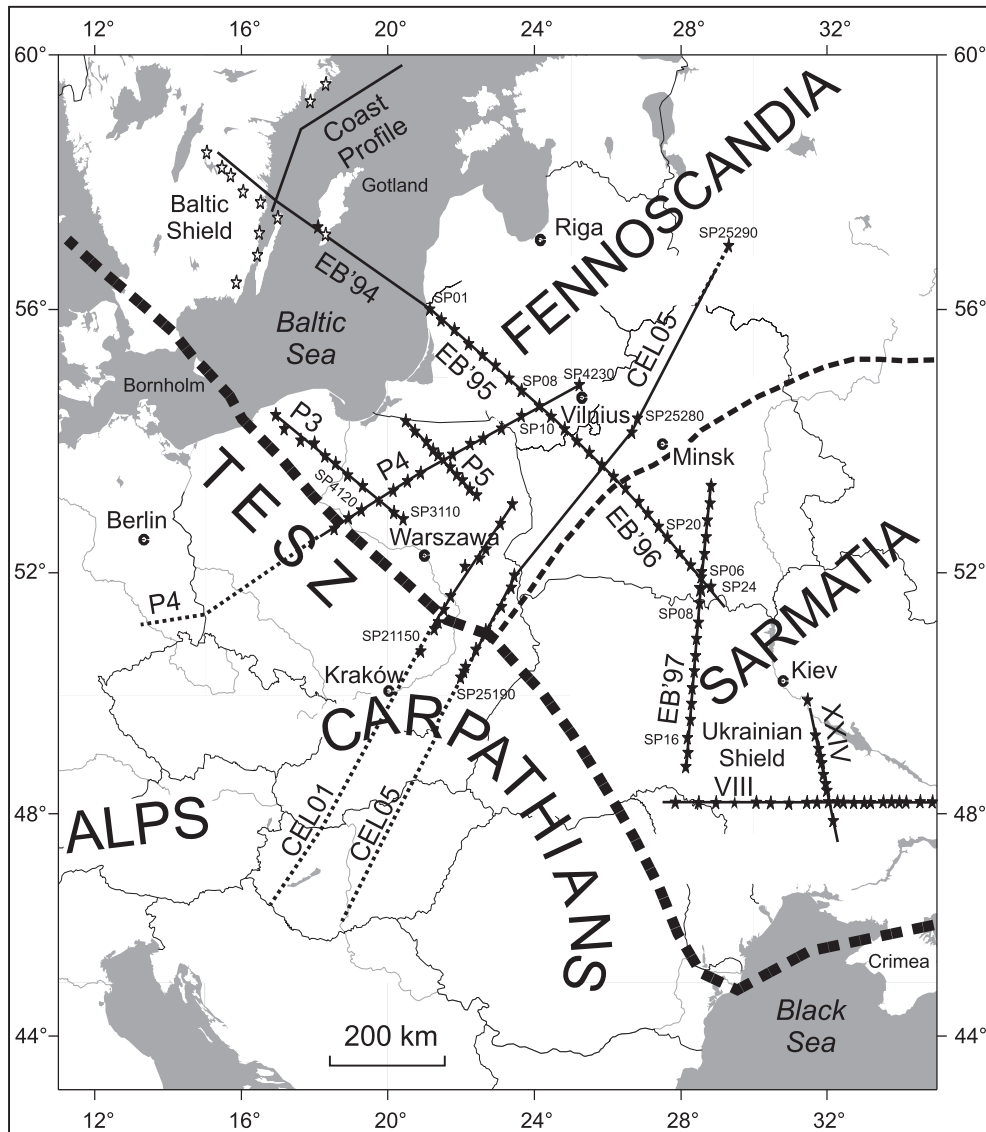 12° 16° 20° 24° 28° 32°
60° 60°
Coast
Profile
FENNOSCANDIA
Gotland
Baltic
Shield
Riga
SP25290
EB'94
SP01
56° 56°
Baltic
Sea
CEL05
EB'95
Bornholm
SP08
SP4230
Vilnius
SP25280
SP10
P3
Minsk
P4
P5
TESZ
SP4120
SP3110
Berlin
Warszawa
SP20
EB'96
52° 52°
SP06
SP24
P4
SP08
SARMATIA
SP21150
Kraków
SP25190
Kiev
EB'97
CARPATHIANS
SP16
Ukrainian
Shield
XXIV
VIII
ALPS
48° 48°
CEL01
CEL05
Crimea
200 km
Black
Sea
44° 44°
12° 16° 20° 24° 28° 32°